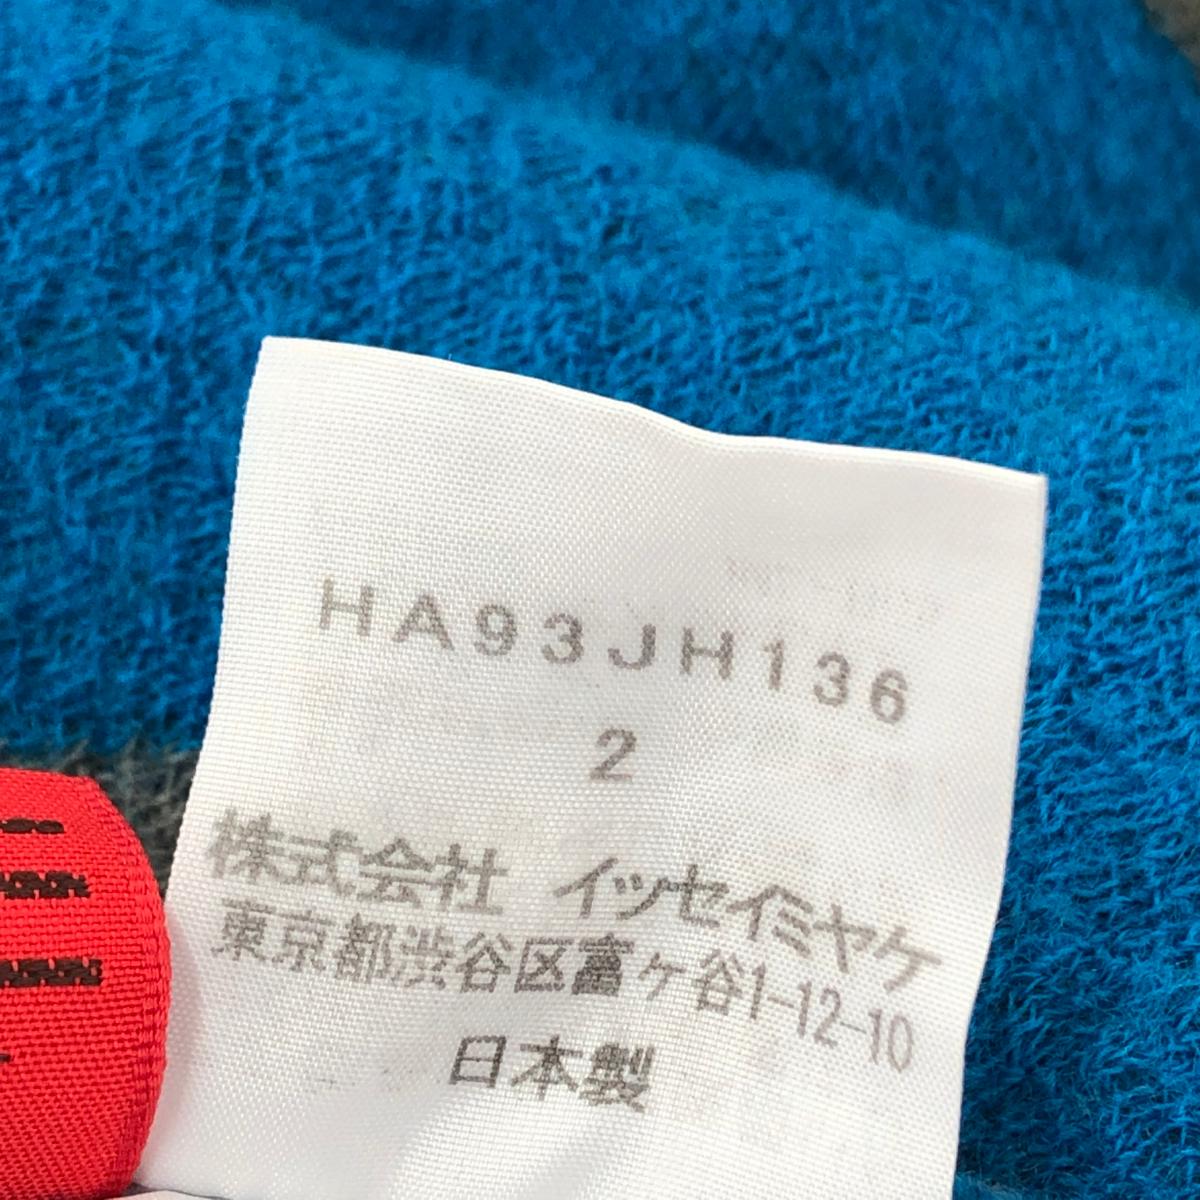 HA93JH136
2
株式会社 イッセイミヤケ
東京都渋谷区富ヶ谷1-12-10
日本製